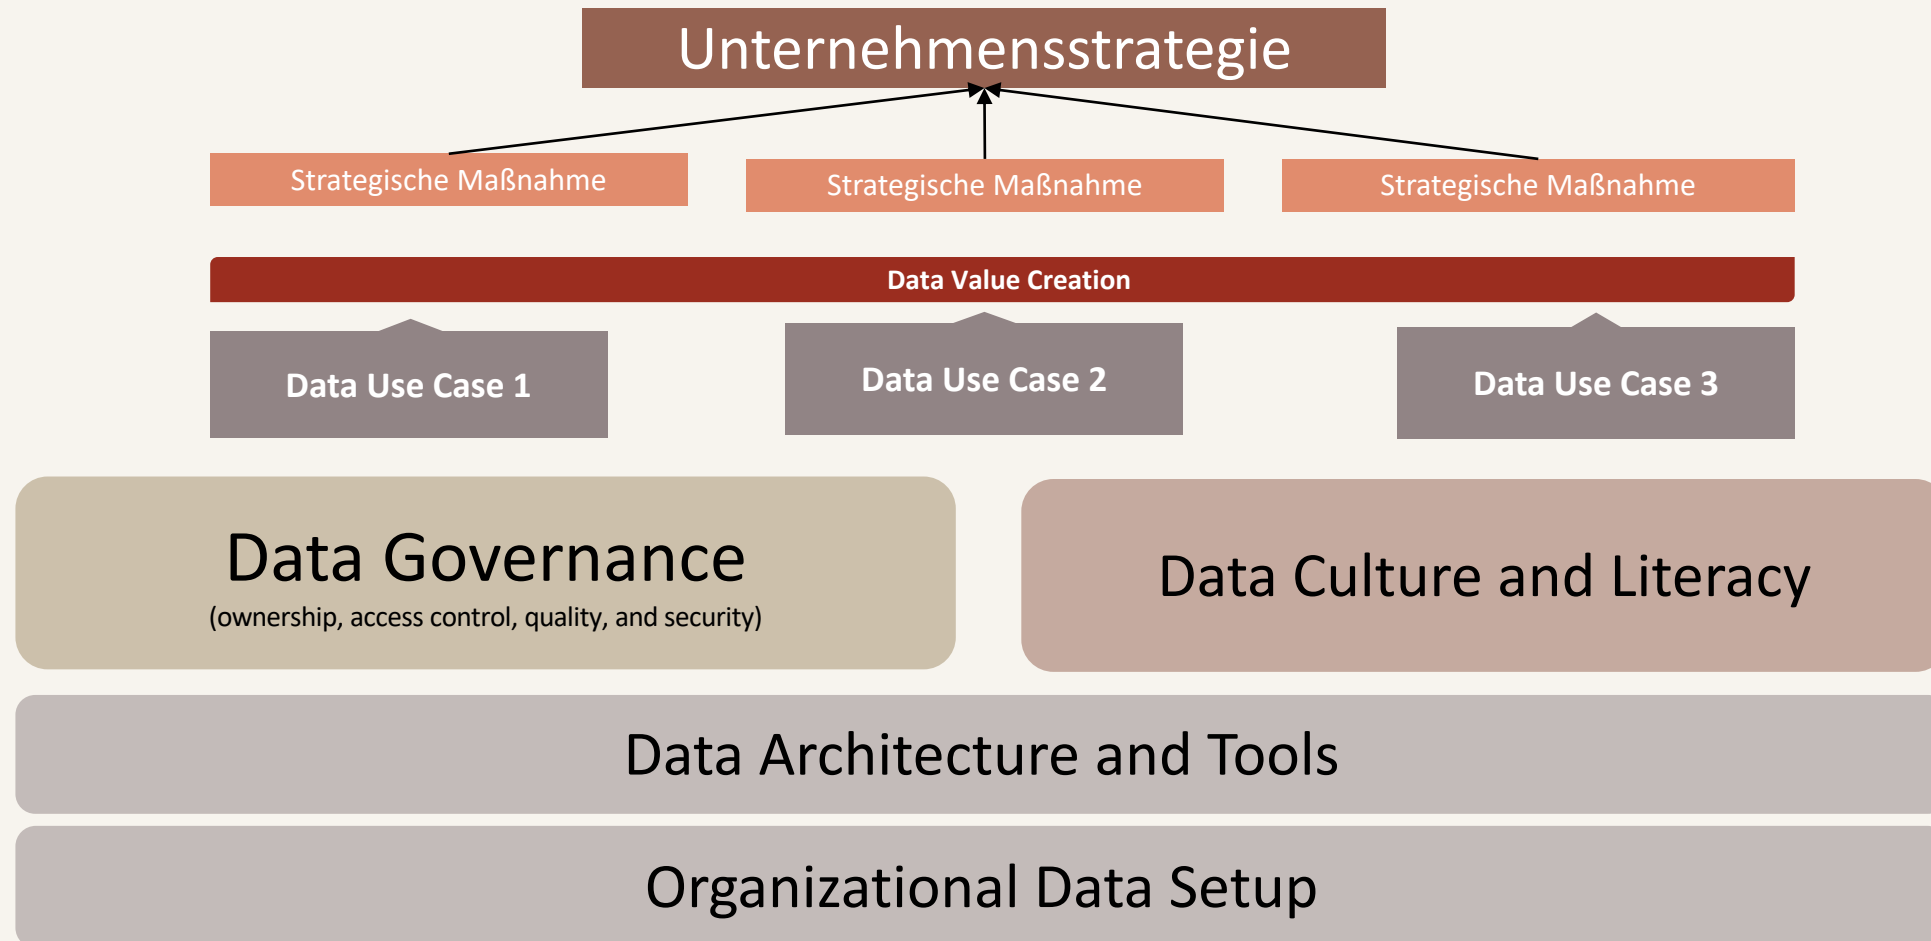 Unternehmensstrategie
Strategische Maßnahme
Strategische Maßnahme
Strategische Maßnahme
Data Value Creation
Data Use Case 1
Data Use Case 2
Data Use Case 3
Data Governance
(ownership, access control, quality, and security)
Data Culture and Literacy
Data Architecture and Tools
Organizational Data Setup